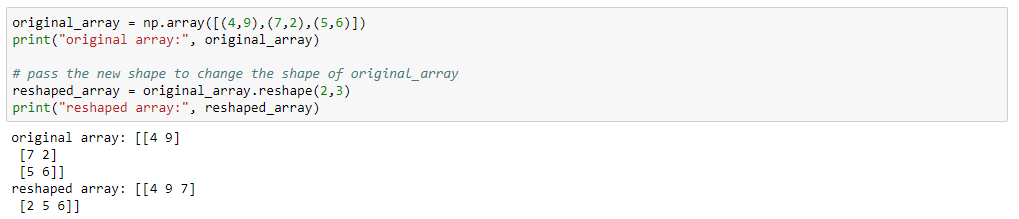 original_array = np.array([(4,9),(7,2),(5,6)])
print("original array:", original_array)
# pass the new shape to change the shape of original_array
reshaped_array = original_array.reshape(2,3)
print("reshaped array:", reshaped_array)
original array: [[4 9]
 [7 2]
 [5 6]]
reshaped array: [[4 9 7]
 [2 5 6]]